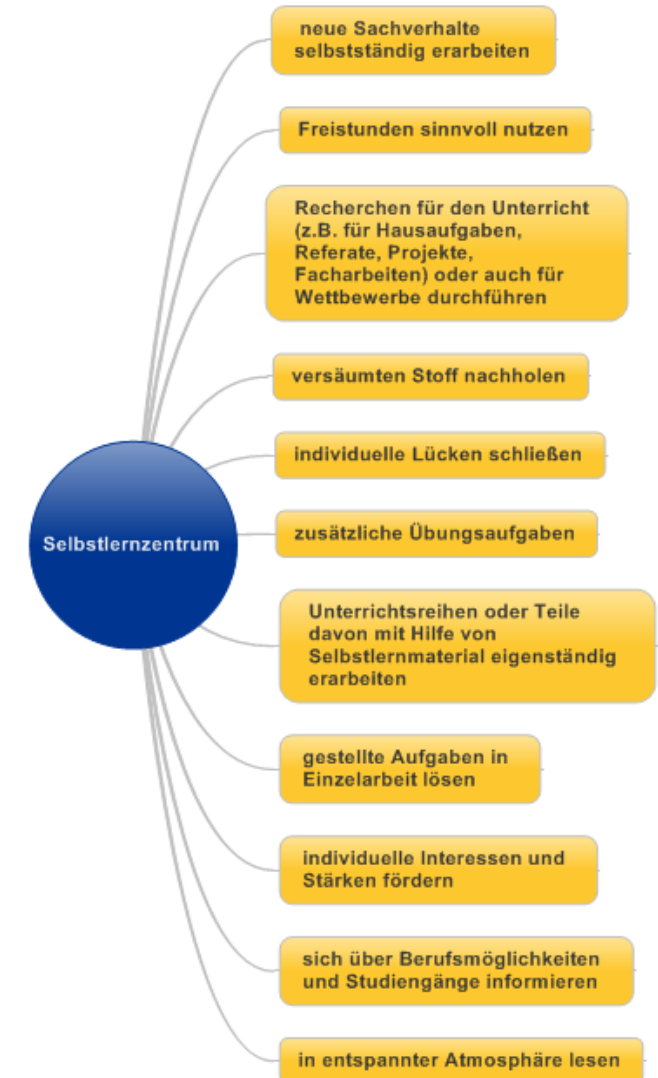 neue Sachverhalte
selbstständig erarbeiten
Freistunden sinnvoll nutzen
Recherchen für den Unterricht
(z.B. für Hausaufgaben,
Referate, Projekte,
Facharbeiten) oder auch für
Wettbewerbe durchführen
versäumten Stoff nachholen
individuelle Lücken schließen
Selbstlernzentrum
zusätzliche Übungsaufgaben
Unterrichtsreihen oder Teile
davon mit Hilfe von
Selbstlernmaterial eigenständig
erarbeiten
gestellte Aufgaben in
Einzelarbeit lösen
individuelle Interessen und
Stärken fördern
sich über Berufsmöglichkeiten
und Studiengänge informieren
in entspannter Atmosphäre lesen